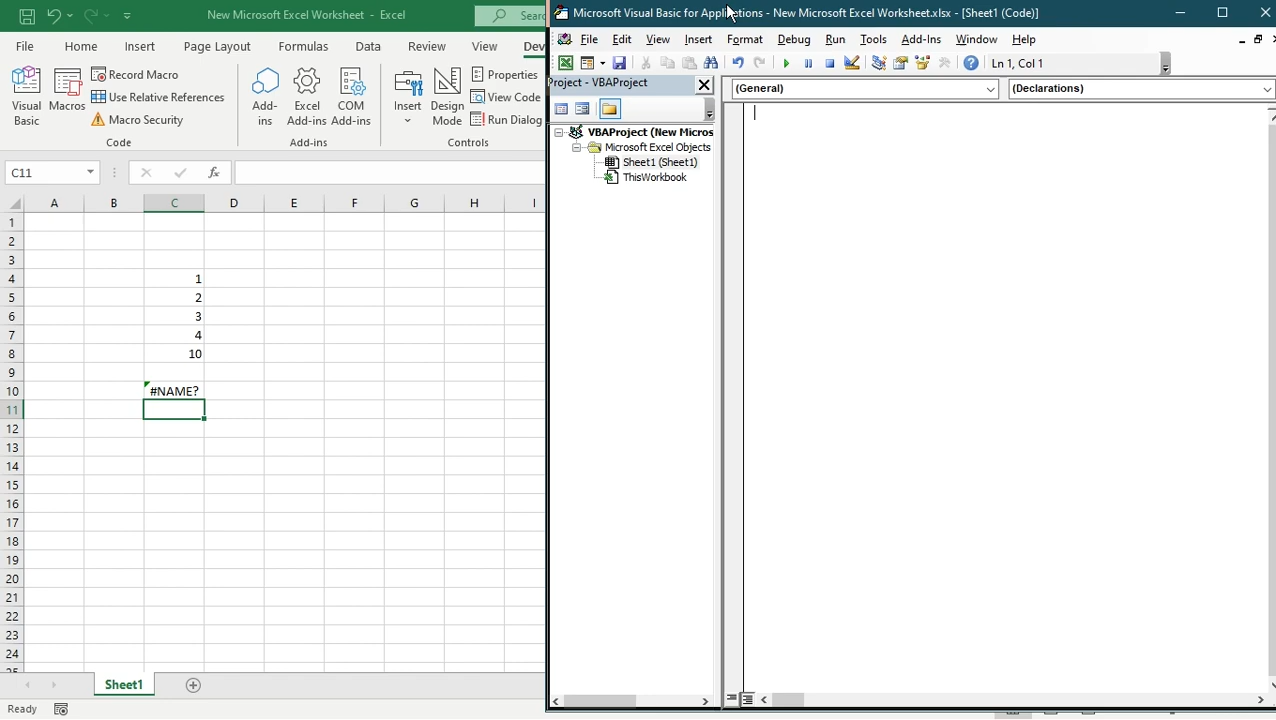 New Microsoft Excel Worksheet.xlsx - Excel
Sea
File
Home
Insert
Page Layout
Formulas
Data
Review
View
Dev
Visual Basic
Macros
Record Macro
Use Relative References
Macro Security
Code
Add-ins
Excel Add-ins
COM Add-ins
Add-ins
Insert
Design Mode
Properties
View Code
Run Dialog
Controls
C11
fx
A B C D E F G H I
1
2
3
4 1
5 2
6 3
7 4
8 10
9
10 #NAME?
11
12
13
14
15
16
17
18
19
20
21
22
23
24
25
Sheet1
Microsoft Visual Basic for Applications - New Microsoft Excel Worksheet.xlsx - [Sheet1 (Code)]
File Edit View Insert Format Debug Run Tools Add-Ins Window Help
Ln 1, Col 1
Project - VBAProject
VBAProject (New Micros
Microsoft Excel Objects
Sheet1 (Sheet1)
ThisWorkbook
(General)
(Declarations)